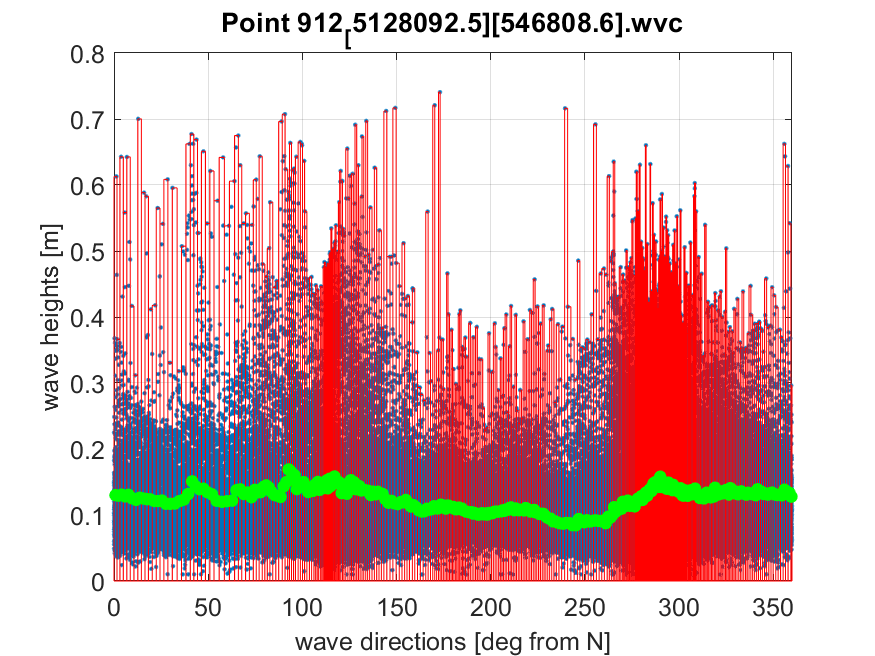 Point 912[5128092.5][546808.6].wvc
0.8
0.7
0.6
0.5
0.4
0.3
0.2
0.1
0
wave heights [m]
0 50 100 150 200 250 300 350
wave directions [deg from N]